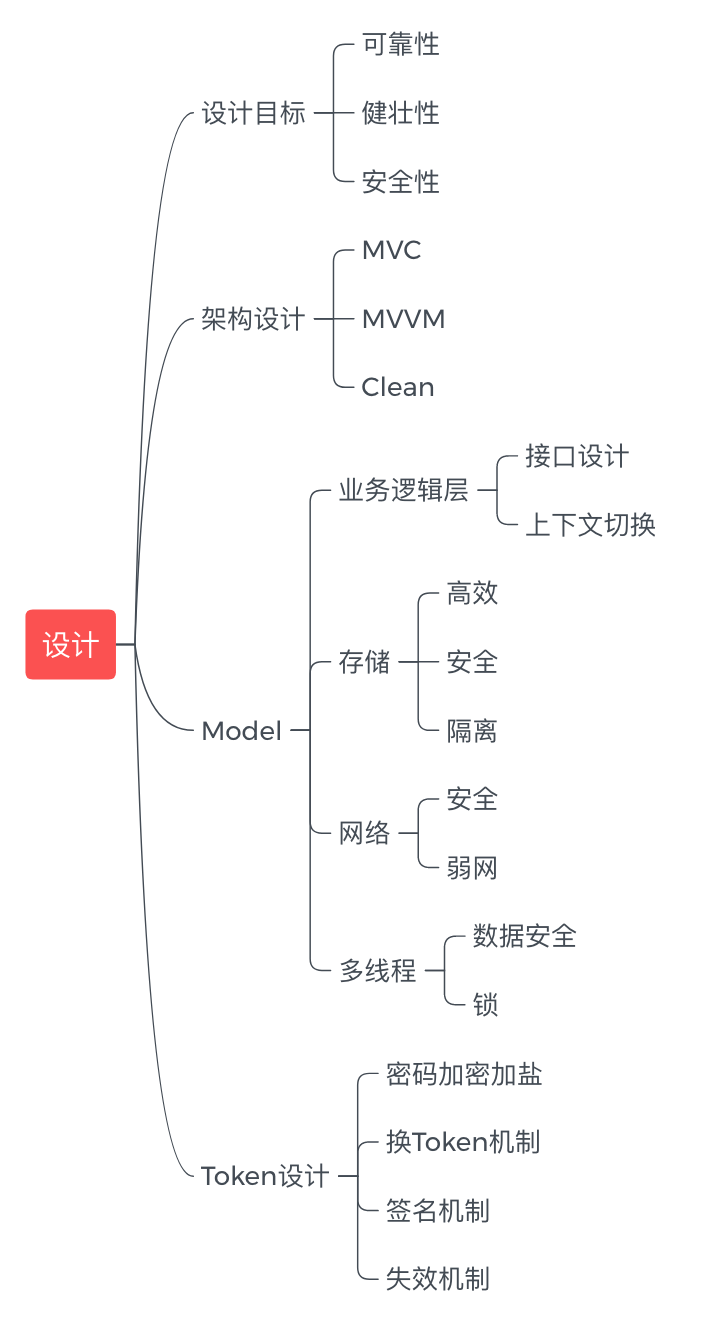 可靠性
设计目标
健壮性
安全性
MVC
架构设计
MVVM
Clean
接口设计
业务逻辑层
上下文切换
高效
存储
安全
隔离
设计
Model
安全
网络
弱网
数据安全
多线程
锁
密码加密加盐
换Token机制
Token设计
签名机制
失效机制